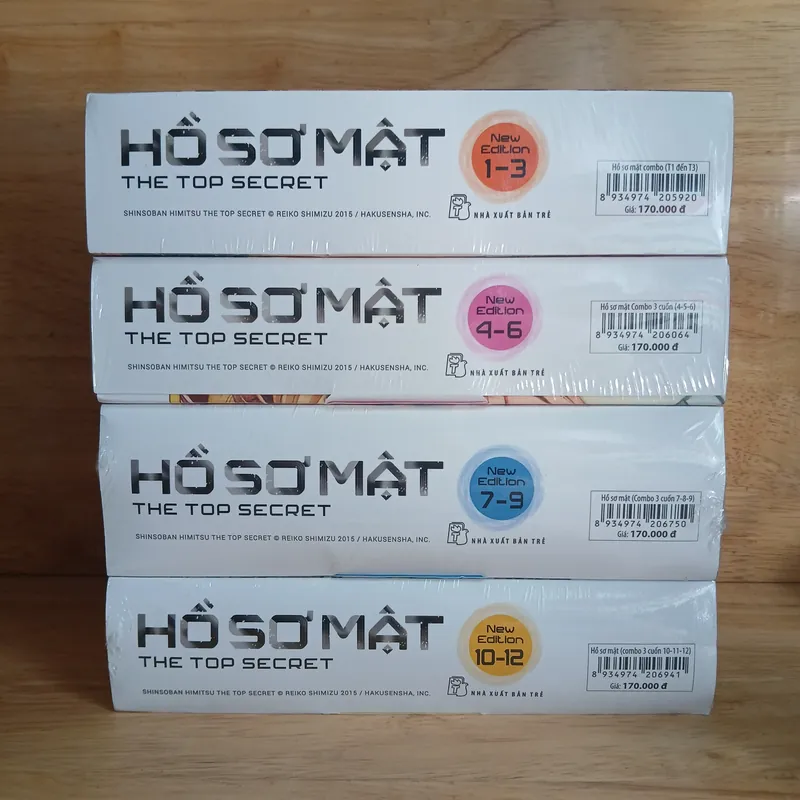 HỒ SƠ MẬT
THE TOP SECRET
SHINSOBAN HIMITSU THE TOP SECRET © REIKO SHIMIZU 2015 / HAKUSENSHA, INC.
New
Edition
1-3
NHÀ XUẤT BẢN TRẺ
Hồ sơ mật combo (T1 đến T3)
8 934974 205920
Giá: 170.000 đ
HỒ SƠ MẬT
THE TOP SECRET
SHINSOBAN HIMITSU THE TOP SECRET © REIKO SHIMIZU 2015 / HAKUSENSHA, INC.
New
Edition
4-6
NHÀ XUẤT BẢN TRẺ
Hồ sơ mật Combo 3 cuốn (4-5-6)
8 934974 206064
Giá: 170.000 đ
HỒ SƠ MẬT
THE TOP SECRET
SHINSOBAN HIMITSU THE TOP SECRET © REIKO SHIMIZU 2015 / HAKUSENSHA, INC.
New
Edition
7-9
NHÀ XUẤT BẢN TRẺ
Hồ sơ mật (Combo 3 cuốn 7-8-9)
8 934974 206750
Giá: 170.000 đ
HỒ SƠ MẬT
THE TOP SECRET
SHINSOBAN HIMITSU THE TOP SECRET © REIKO SHIMIZU 2015 / HAKUSENSHA, INC.
New
Edition
10-12
NHÀ XUẤT BẢN TRẺ
Hồ sơ mật (combo 3 cuốn 10-11-12)
8 934974 206941
Giá: 170.000 đ